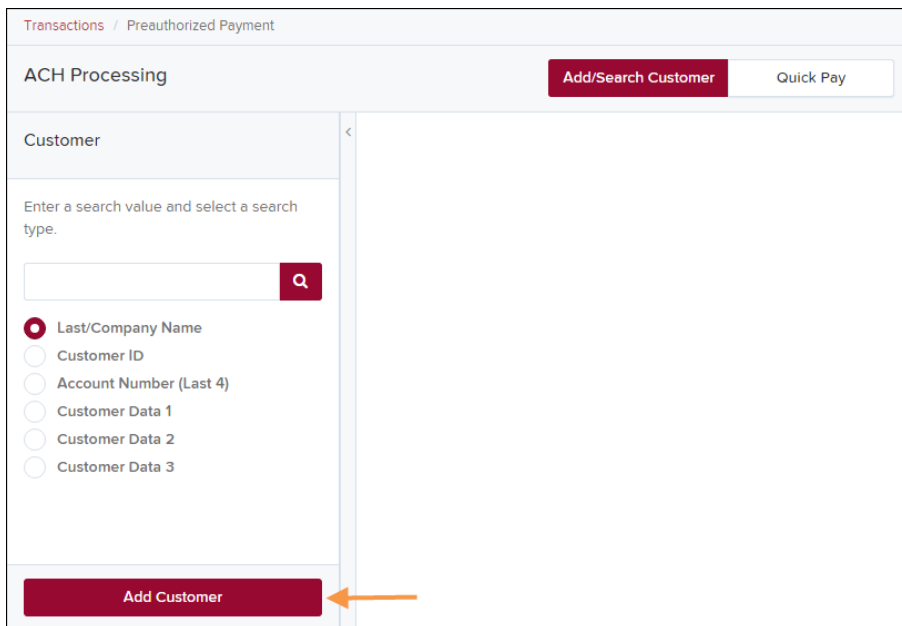 Transactions / Preauthorized Payment
ACH Processing
Add/Search Customer
Quick Pay
Customer
Enter a search value and select a search
type.
Last/Company Name
Customer ID
Account Number (Last 4)
Customer Data 1
Customer Data 2
Customer Data 3
Add Customer